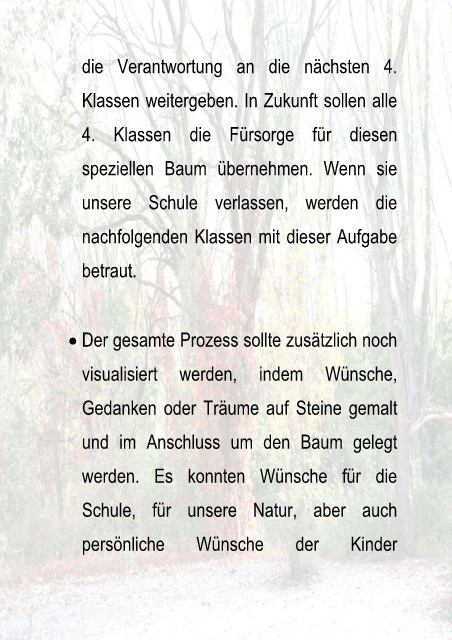 die Verantwortung an die nächsten 4.
Klassen weitergeben. In Zukunft sollen alle
4. Klassen die Fürsorge für diesen
speziellen Baum übernehmen. Wenn sie
unsere Schule verlassen, werden die
nachfolgenden Klassen mit dieser Aufgabe
betraut.
• Der gesamte Prozess sollte zusätzlich noch
visualisiert werden, indem Wünsche,
Gedanken oder Träume auf Steine gemalt
und im Anschluss um den Baum gelegt
werden. Es konnten Wünsche für die
Schule, für unsere Natur, aber auch
persönliche Wünsche der Kinder